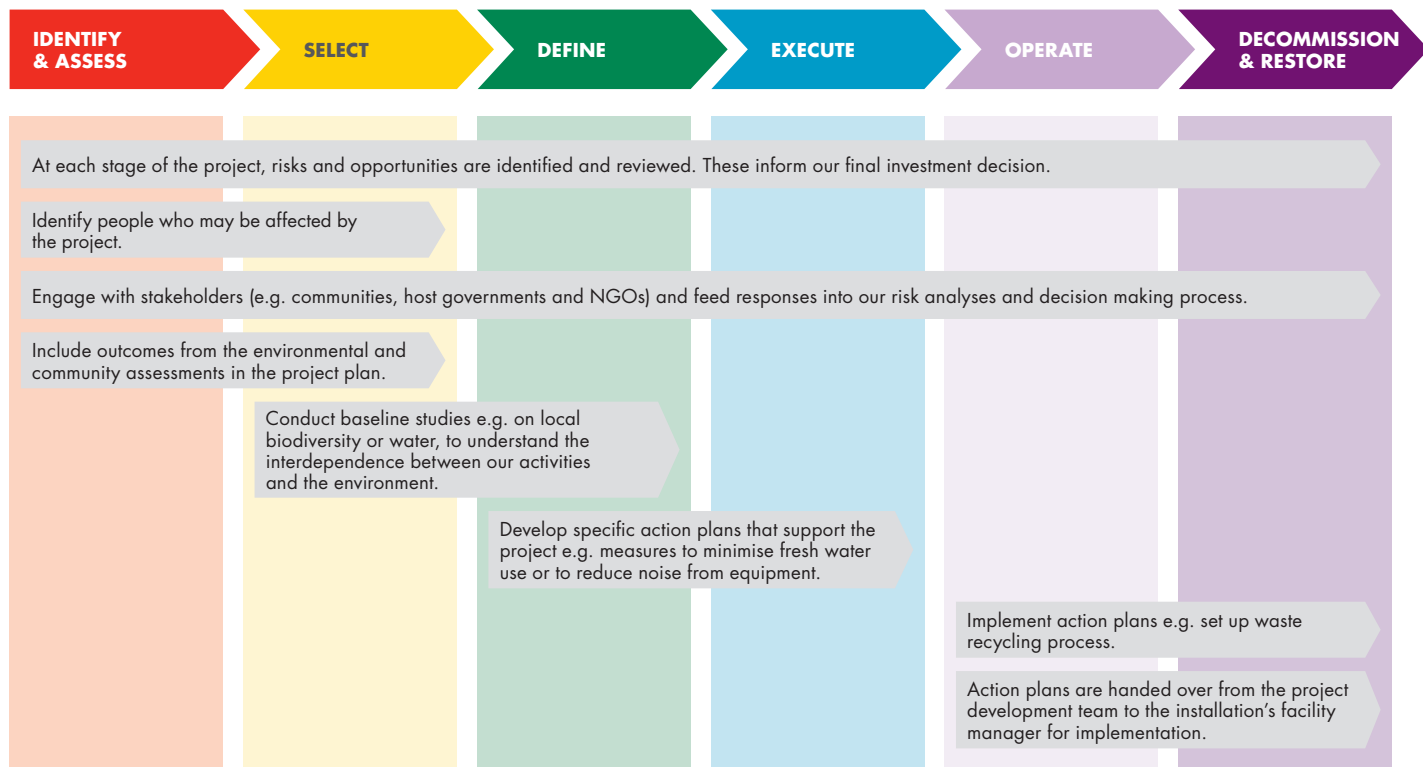 IDENTIFY
& ASSESS
SELECT
DEFINE
EXECUTE
OPERATE
DECOMMISSION
& RESTORE
At each stage of the project, risks and opportunities are identified and reviewed. These inform our final investment decision.
Identify people who may be affected by
the project.
Engage with stakeholders (e.g. communities, host governments and NGOs) and feed responses into our risk analyses and decision making process.
Include outcomes from the environmental and
community assessments in the project plan.
Conduct baseline studies e.g. on local
biodiversity or water, to understand the
interdependence between our activities
and the environment.
Develop specific action plans that support the
project e.g. measures to minimise fresh water
use or to reduce noise from equipment.
Implement action plans e.g. set up waste
recycling process.
Action plans are handed over from the project
development team to the installation’s facility
manager for implementation.